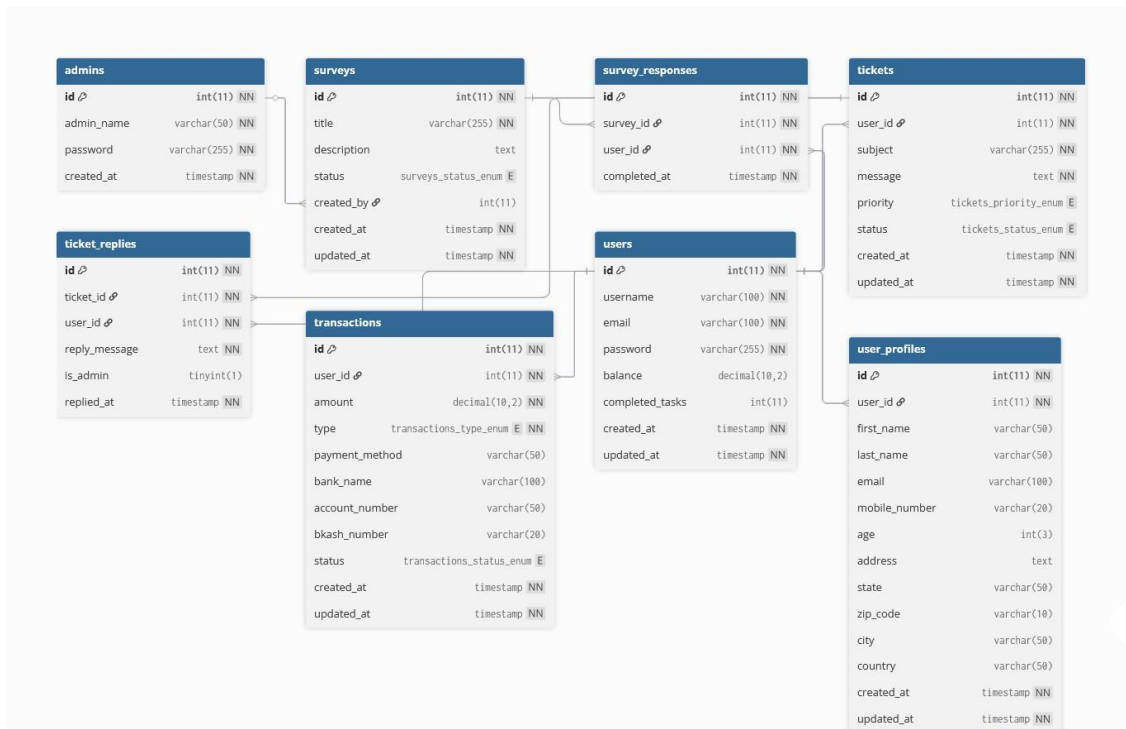 admins
id int(11) NN
admin_name varchar(50) NN
password varchar(255) NN
created_at timestamp NN
surveys
id int(11) NN
title varchar(255) NN
description text
status surveys_status_enum E
created_by int(11)
created_at timestamp NN
updated_at timestamp NN
survey_responses
id int(11) NN
survey_id int(11) NN
user_id int(11) NN
completed_at timestamp NN
tickets
id int(11) NN
user_id int(11) NN
subject varchar(255) NN
message text NN
priority tickets_priority_enum E
status tickets_status_enum E
created_at timestamp NN
updated_at timestamp NN
ticket_replies
id int(11) NN
ticket_id int(11) NN
user_id int(11) NN
reply_message text NN
is_admin tinyint(1)
replied_at timestamp NN
transactions
id int(11) NN
user_id int(11) NN
amount decimal(10,2) NN
type transactions_type_enum E NN
payment_method varchar(50)
bank_name varchar(100)
account_number varchar(50)
bkash_number varchar(20)
status transactions_status_enum E
created_at timestamp NN
updated_at timestamp NN
users
id int(11) NN
username varchar(100) NN
email varchar(100) NN
password varchar(255) NN
balance decimal(10,2)
completed_tasks int(11)
created_at timestamp NN
updated_at timestamp NN
user_profiles
id int(11) NN
user_id int(11) NN
first_name varchar(50)
last_name varchar(50)
email varchar(100)
mobile_number varchar(20)
age int(3)
address text
state varchar(50)
zip_code varchar(10)
city varchar(50)
country varchar(50)
created_at timestamp NN
updated_at timestamp NN